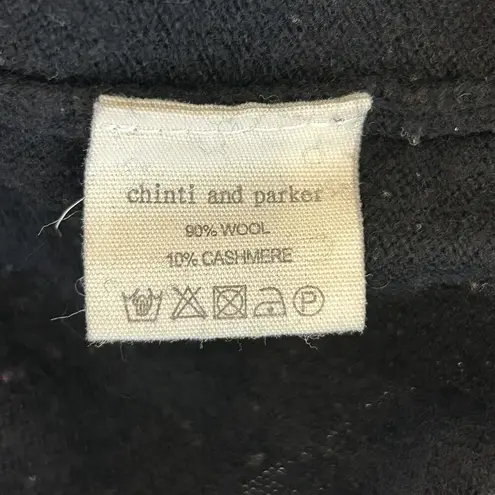 chinti and parker
90% WOOL
10% CASHMERE
P